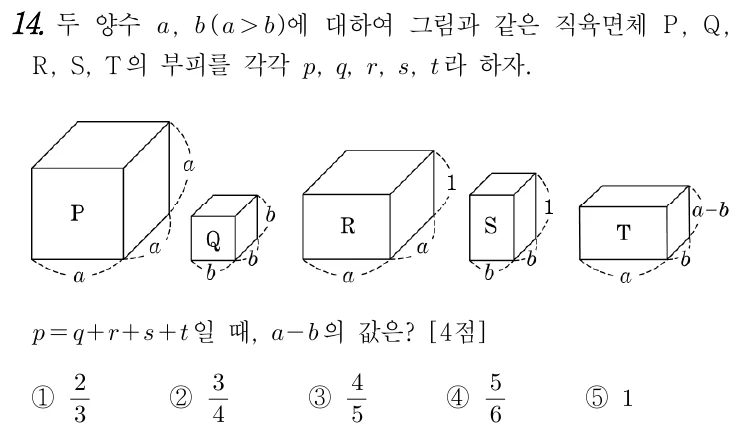 14. 두 양수 a, b(a>b)에 대하여 그림과 같은 직육면체 P, Q,
R, S, T의 부피를 각각 p, q, r, s, t라 하자.
P a a a
Q b b b
R 1 a a
S 1 b b
T a-b b a
p=q+r+s+t일 때, a-b의 값은? [4점]
① 2/3 ② 3/4 ③ 4/5 ④ 5/6 ⑤ 1